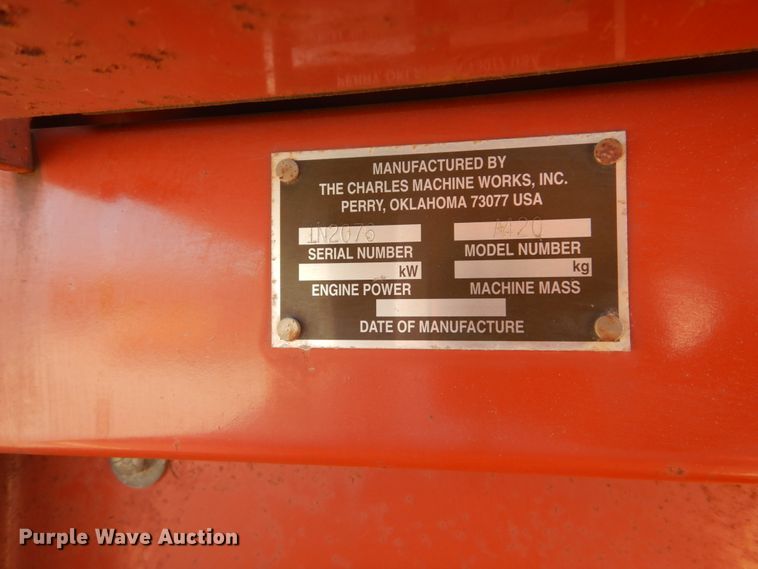 MANUFACTURED BY
THE CHARLES MACHINE WORKS, INC.
PERRY, OKLAHOMA 73077 USA
1N2076 A420
SERIAL NUMBER MODEL NUMBER
kW kg
ENGINE POWER MACHINE MASS
DATE OF MANUFACTURE
Purple Wave Auction®